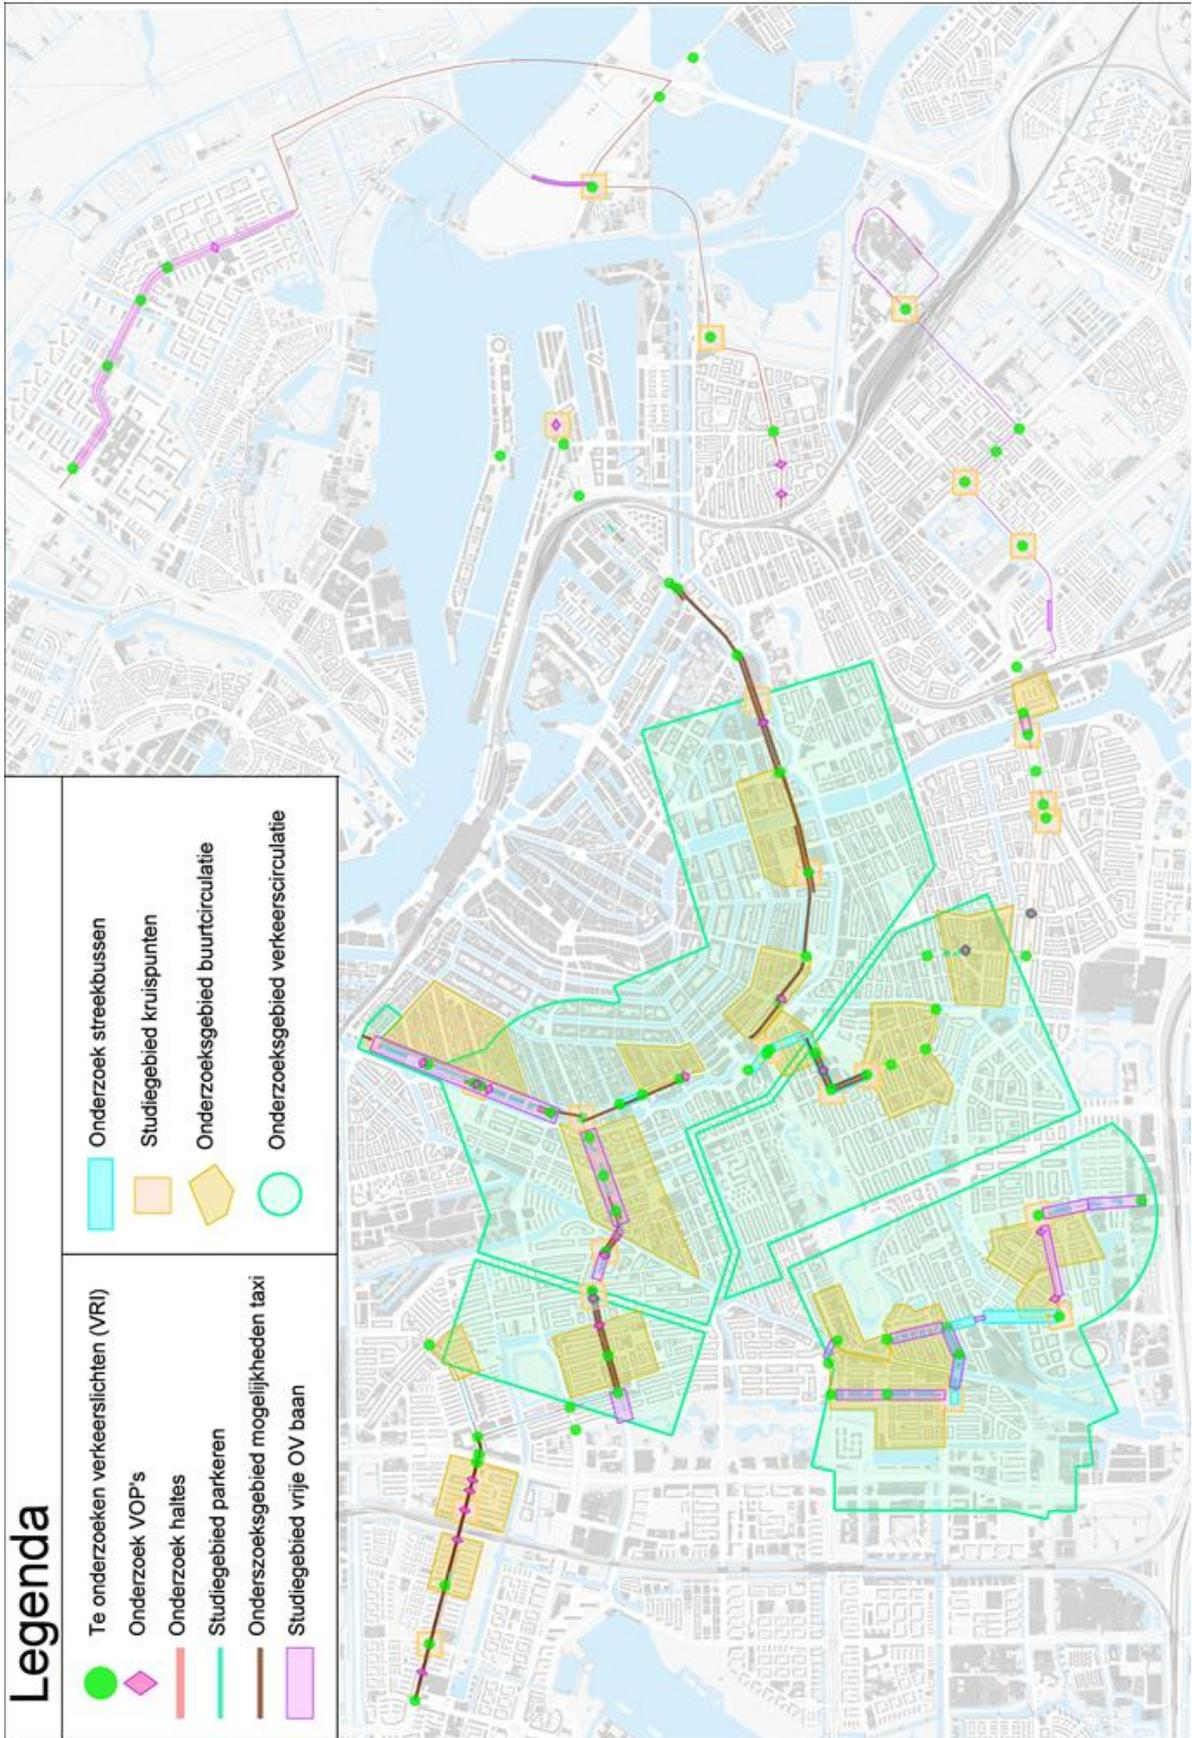 Legenda
Te onderzoeken verkeerslichten (VRI)
Onderzoek VOP's
Onderzoek haltes
Studiegebied parkeren
Onderszoeksgebied mogelijkheden taxi
Studiegebied vrije OV baan
Onderzoek streekbussen
Studiegebied kruispunten
Onderzoeksgebied buurtcirculatie
Onderzoeksgebied verkeerscirculatie